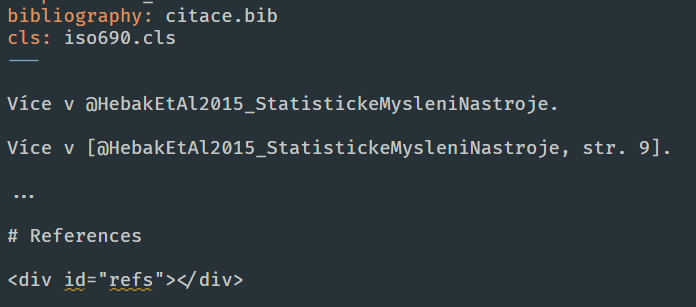 bibliography: citace.bib
cls: iso690.cls
---
Více v @HebakEtAl2015_StatistickeMysleniNastroje.
Více v [@HebakEtAl2015_StatistickeMysleniNastroje, str. 9].
...
# References
<div id="refs"></div>